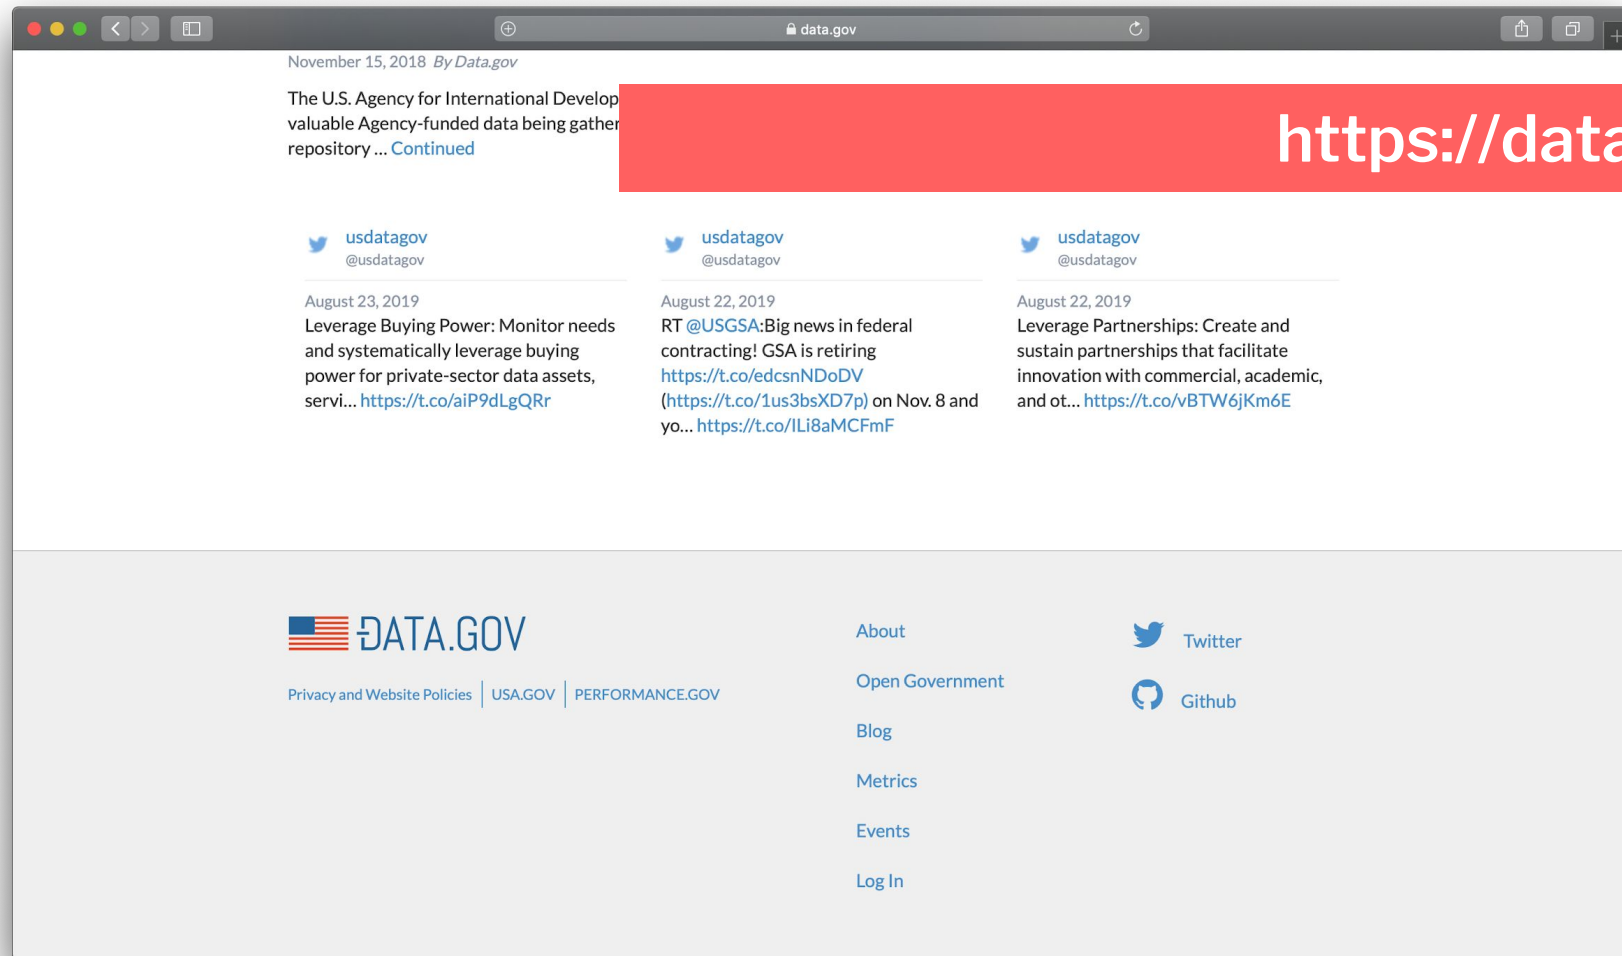 data.gov
November 15, 2018 By Data.gov
The U.S. Agency for International Develop
valuable Agency-funded data being gather
repository ... Continued
https://data
usdatagov
@usdatagov
August 23, 2019
Leverage Buying Power: Monitor needs
and systematically leverage buying
power for private-sector data assets,
servi... https://t.co/aiP9dLgQRr
usdatagov
@usdatagov
August 22, 2019
RT @USGSA:Big news in federal
contracting! GSA is retiring
https://t.co/edcsnNDoDV
(https://t.co/1us3bsXD7p) on Nov. 8 and
yo... https://t.co/ILi8aMCFmF
usdatagov
@usdatagov
August 22, 2019
Leverage Partnerships: Create and
sustain partnerships that facilitate
innovation with commercial, academic,
and ot... https://t.co/vBTW6jKm6E
DATA.GOV
Privacy and Website Policies | USA.GOV | PERFORMANCE.GOV
About
Open Government
Blog
Metrics
Events
Log In
Twitter
Github